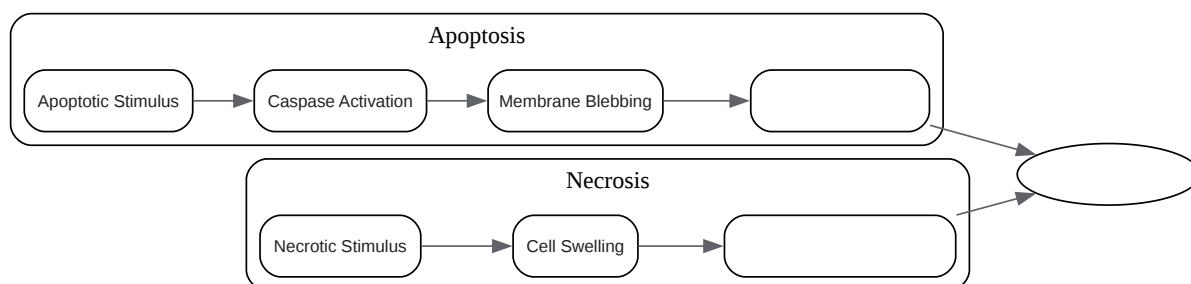 Apoptosis
Apoptotic Stimulus
Caspase Activation
Membrane Blebbing
Necrosis
Necrotic Stimulus
Cell Swelling